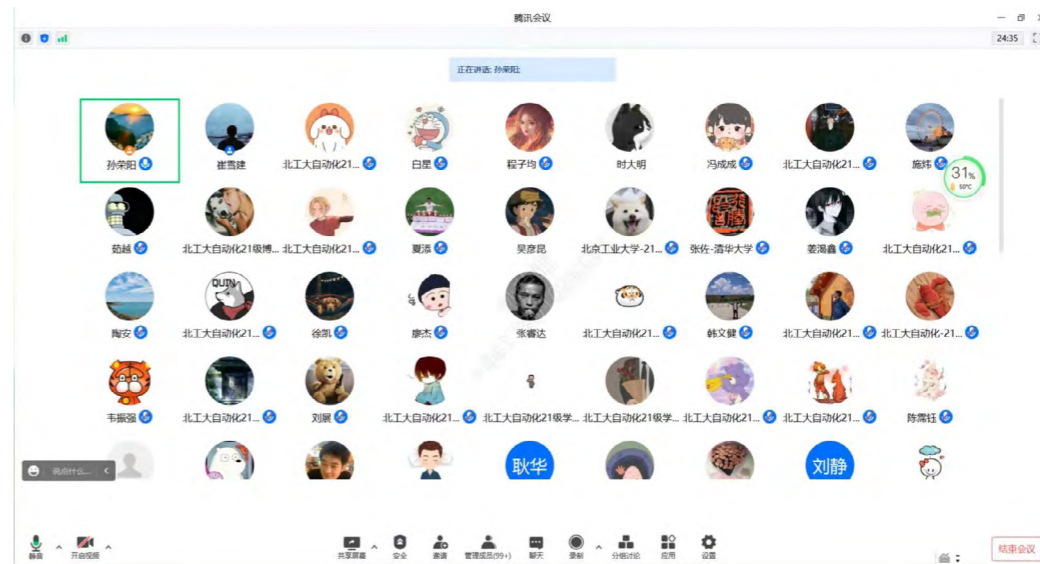 腾讯会议
24:35
正在讲话: 孙荣阳;
孙荣阳 崔雪建 北工大自动化21... 白星 程子均 时大明 冯成成 北工大自动化21... 施炜
31%
50°C
茹越 北工大自动化21级博... 北工大自动化21... 夏添 吴彦昆 北京工业大学-21... 张佐-清华大学 姜渴鑫 北工大自动化21...
QUIN
陶安 北工大自动化21... 徐凯 廖杰 张睿达 北工大自动化21... 韩文健 北工大自动化21... 北工大自动化-21...
韦振强 北工大自动化21... 刘展 北工大自动化21... 北工大自动化21级学... 北工大自动化21级学... 北工大自动化21... 北工大自动化21... 陈霈钰
说点什么...
耿华 刘静
静音 开启视频 共享屏幕 安全 邀请 管理成员(99+) 聊天 录制 分组讨论 应用 设置 结束会议